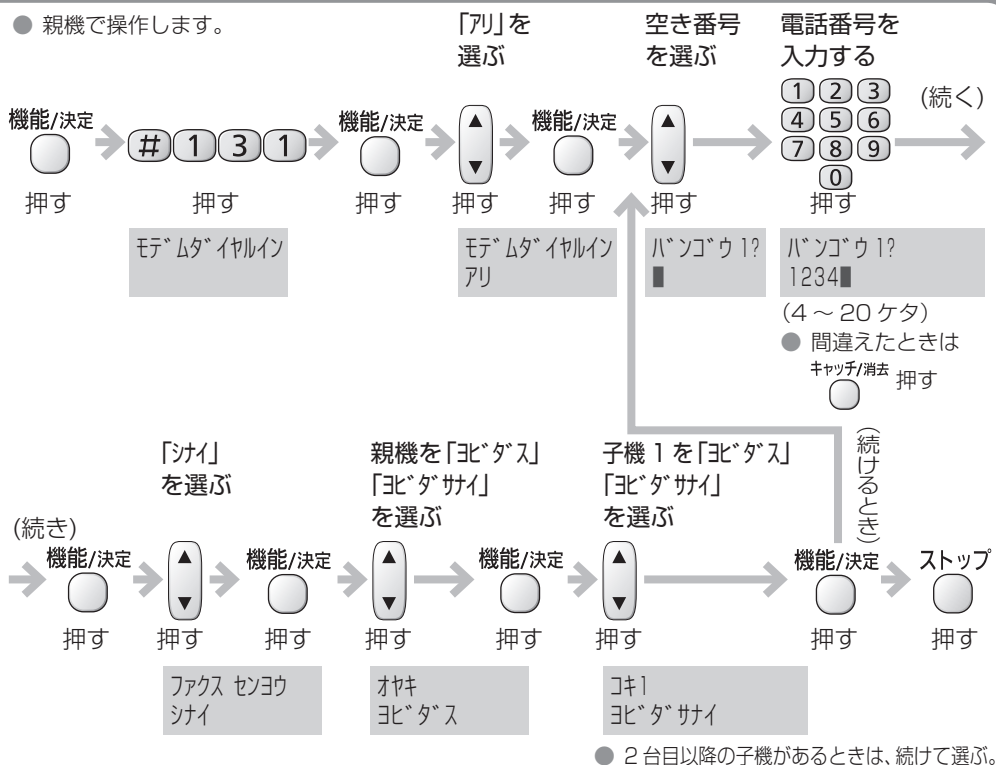 ● 親機で操作します。
「ｱﾘ」を
選ぶ
空き番号
を選ぶ
電話番号を
入力する
機能/決定
押す
# 1 3 1
押す
機能/決定
押す
▲
▼
押す
機能/決定
押す
▲
▼
押す
1 2 3
4 5 6
7 8 9
0
押す
(続く)
ﾓﾃﾞﾑﾀﾞｲﾔﾙｲﾝ
ﾓﾃﾞﾑﾀﾞｲﾔﾙｲﾝ
ｱﾘ
ﾊﾞﾝｺﾞｳ 1?
ﾊﾞﾝｺﾞｳ 1?
1234
(4 ～ 20 ケタ)
● 間違えたときは
キャッチ/消去 押す
(続けるとき)
「ｼﾅｲ」
を選ぶ
親機を「ﾖﾋﾞﾀﾞｽ」
「ﾖﾋﾞﾀﾞｻﾅｲ」
を選ぶ
子機 1 を「ﾖﾋﾞﾀﾞｽ」
「ﾖﾋﾞﾀﾞｻﾅｲ」
を選ぶ
(続き)
機能/決定
押す
▲
▼
押す
機能/決定
押す
▲
▼
押す
機能/決定
押す
▲
▼
押す
機能/決定
押す
ストップ
押す
ﾌｧｸｽ ｾﾝﾖｳ
ｼﾅｲ
ｵﾔｷ
ﾖﾋﾞﾀﾞｽ
ｺｷ1
ﾖﾋﾞﾀﾞｻﾅｲ
● 2 台目以降の子機があるときは、続けて選ぶ。